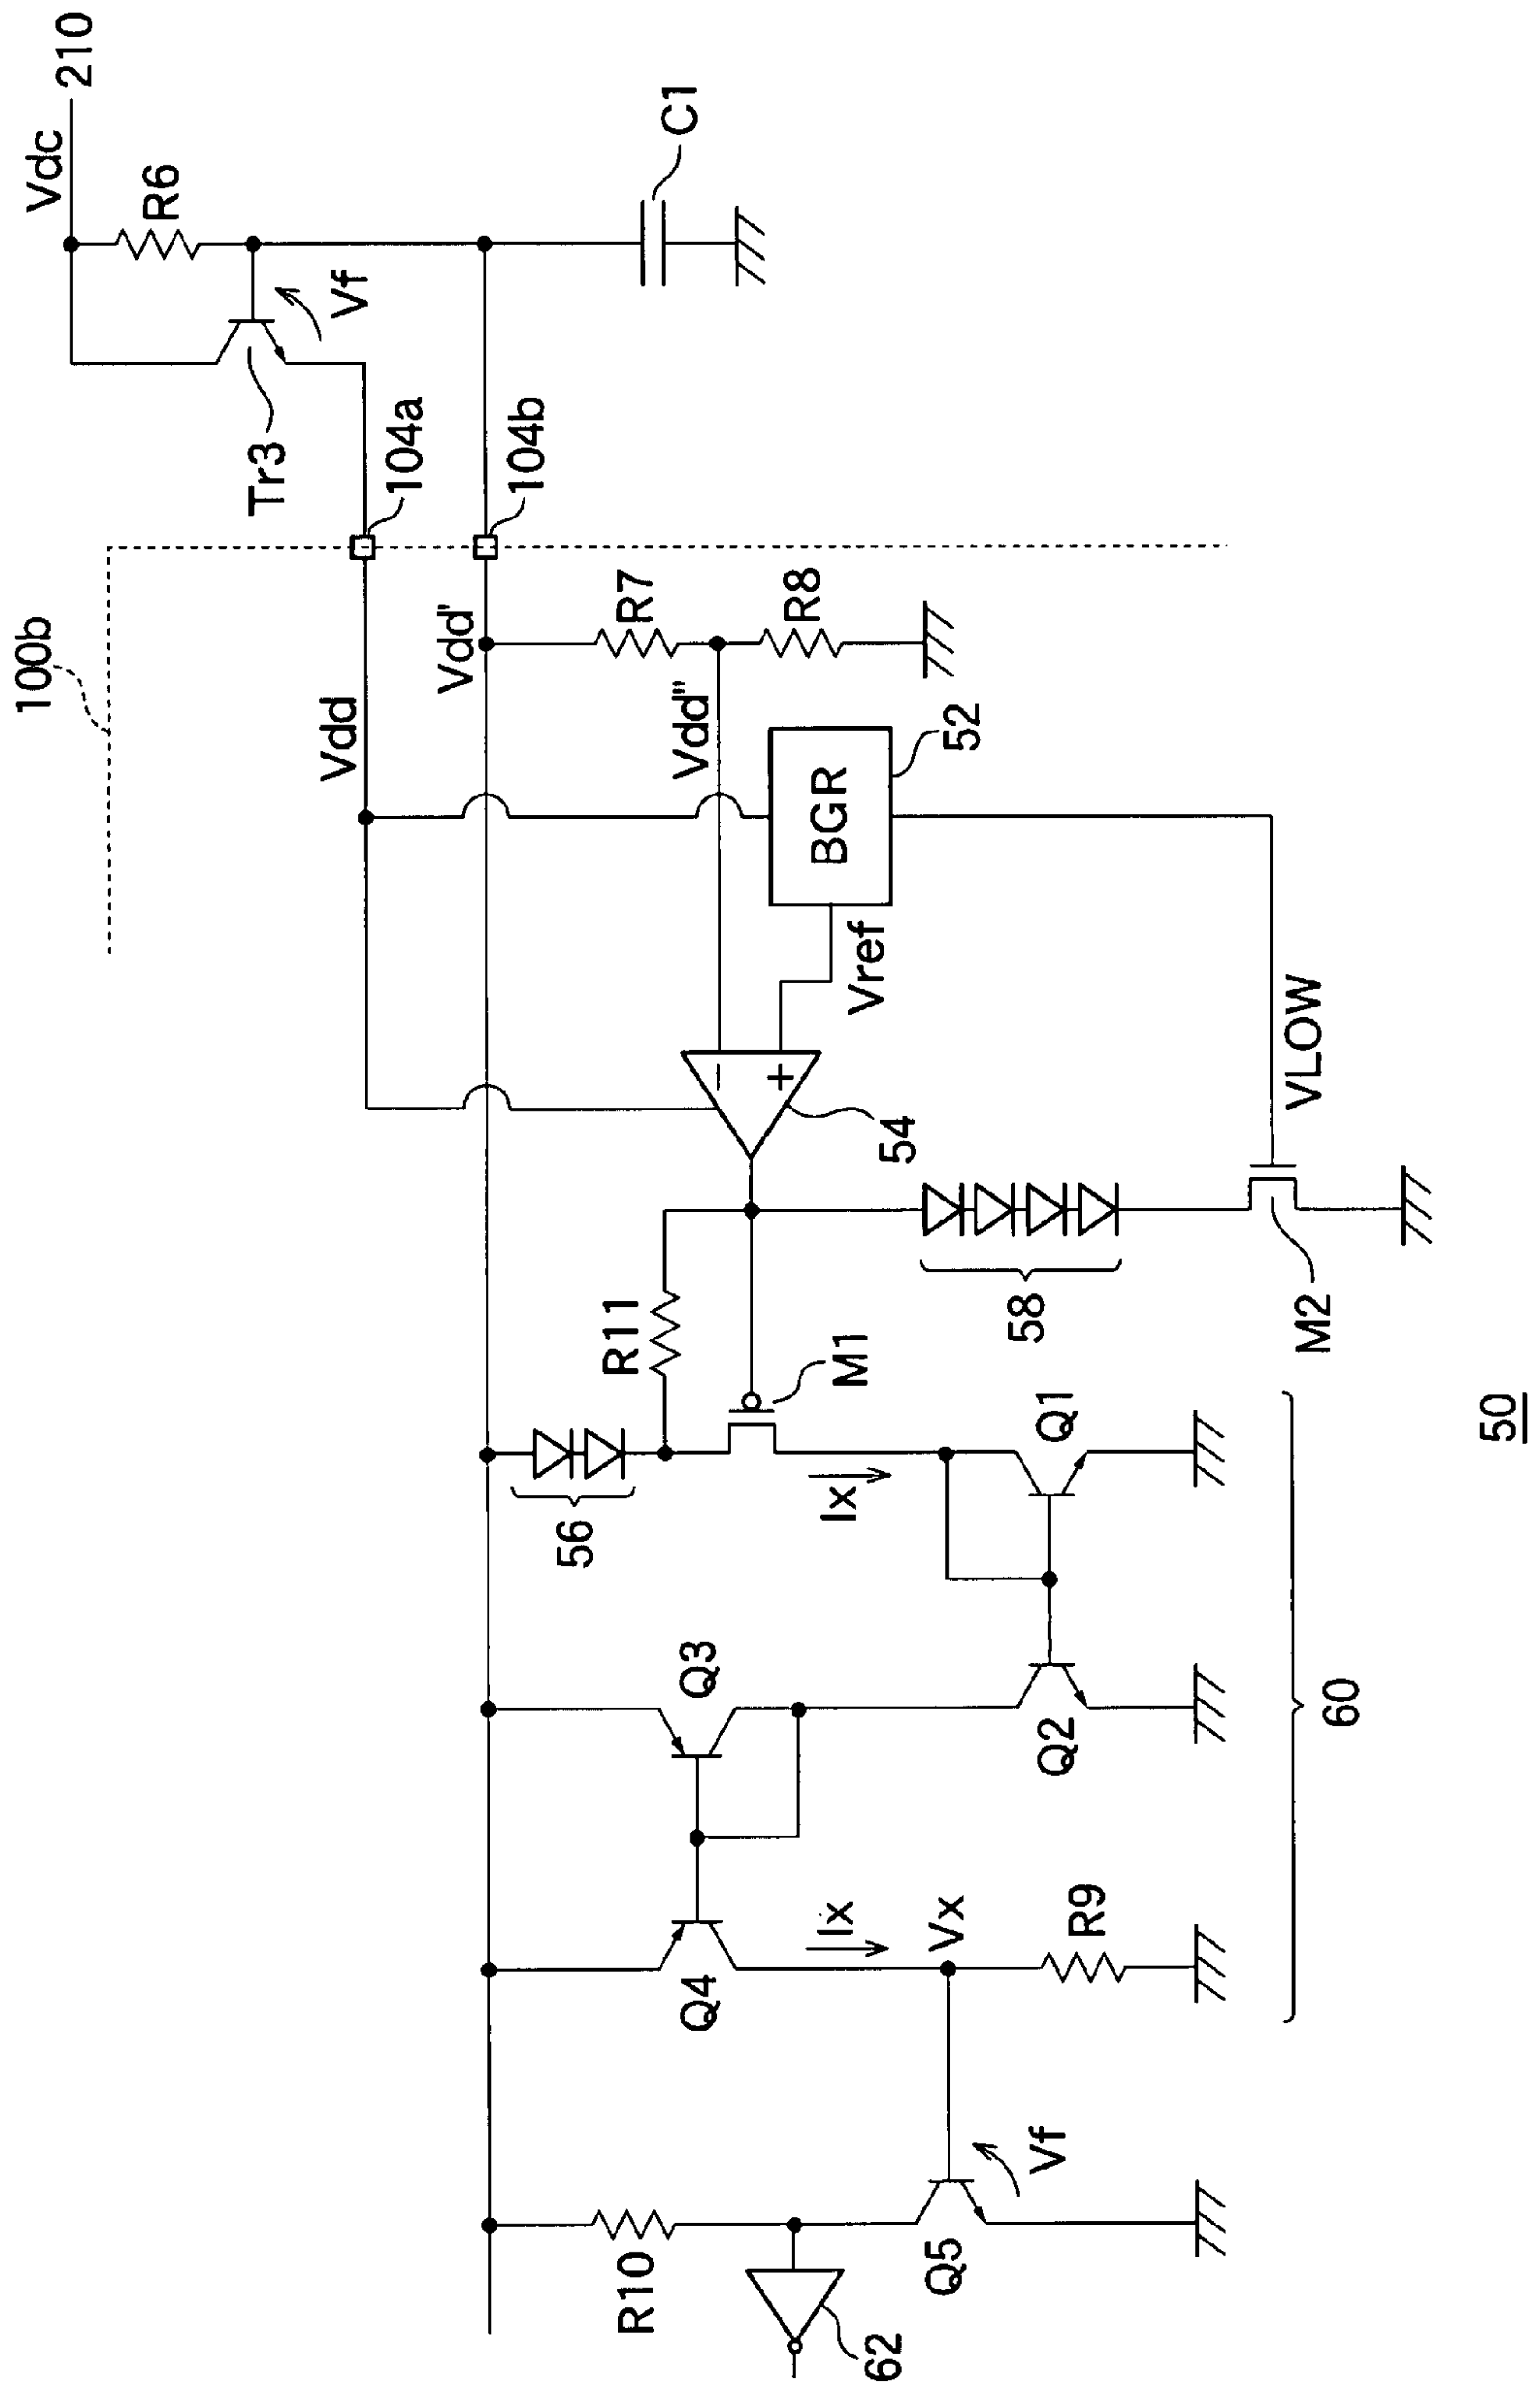 100b
Vdc
210
R6
Vf
Tr3
C1
104a
104b
Vdd
Vdd'
R7
R8
Vdd"
BGR
52
Vref
54
VLOW
R11
58
M2
M1
56
Ix
Q1
Q3
Q2
60
Q4
Ix
Vx
R9
R10
Q5
Vf
62
50